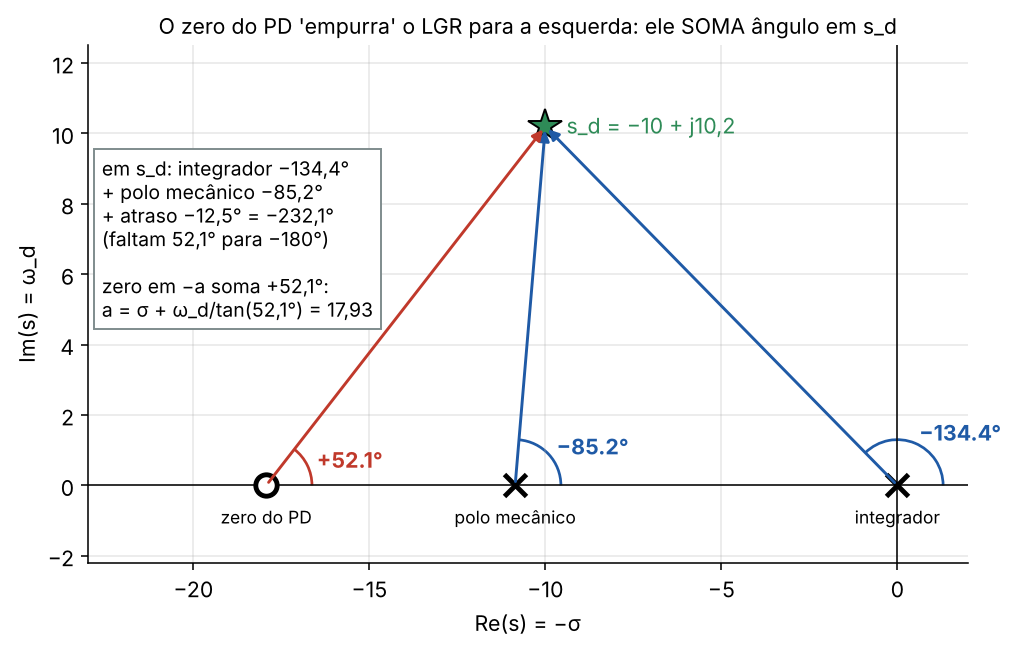 O zero do PD 'empurra' o LGR para a esquerda: ele SOMA ângulo em s_d
12
10
8
6
4
2
0
−2
Im(s) = ω_d
s_d = −10 + j10,2
em s_d: integrador −134,4°
+ polo mecânico −85,2°
+ atraso −12,5° = −232,1°
(faltam 52,1° para −180°)
zero em −a soma +52,1°:
a = σ + ω_d/tan(52,1°) = 17,93
+52.1°
−85.2°
−134.4°
zero do PD
polo mecânico
integrador
−20
−15
−10
−5
0
Re(s) = −σ